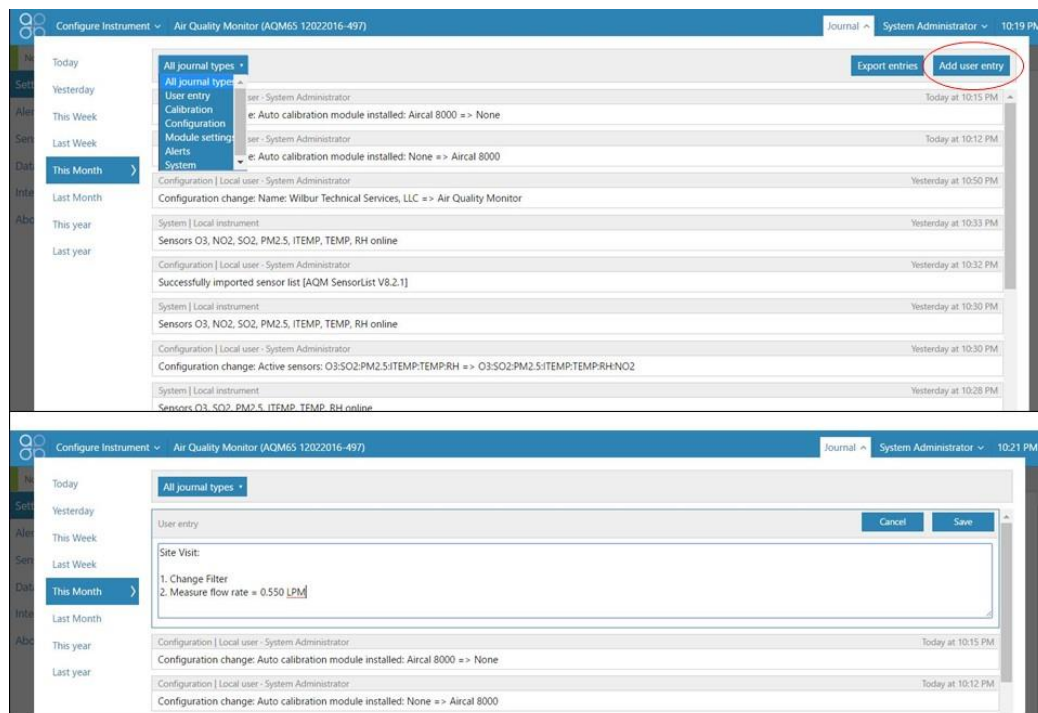 Configure Instrument Air Quality Monitor (AQM65 12022016-497) Journal System Administrator 10:19 PM
Today
Yesterday
This Week
Last Week
This Month
Last Month
This year
Last year
All journal types
All journal types
User entry
Calibration
Configuration
Module settings
Alerts
System
Export entries Add user entry
ser - System Administrator Today at 10:15 PM
e: Auto calibration module installed: Aircal 8000 => None
ser - System Administrator Today at 10:12 PM
e: Auto calibration module installed: None => Aircal 8000
Configuration | Local user - System Administrator Yesterday at 10:50 PM
Configuration change: Name: Wilbur Technical Services, LLC => Air Quality Monitor
System | Local instrument Yesterday at 10:33 PM
Sensors O3, NO2, SO2, PM2.5, ITEMP, TEMP, RH online
Configuration | Local user - System Administrator Yesterday at 10:32 PM
Successfully imported sensor list [AQM SensorList V8.2.1]
System | Local instrument Yesterday at 10:30 PM
Sensors O3, NO2, SO2, PM2.5, ITEMP, TEMP, RH online
Configuration | Local user - System Administrator Yesterday at 10:30 PM
Configuration change: Active sensors: O3:SO2:PM2.5:ITEMP:TEMP:RH => O3:SO2:PM2.5:ITEMP:TEMP:RH:NO2
System | Local instrument Yesterday at 10:28 PM
Sensors O3, SO2, PM2.5, ITEMP, TEMP, RH online
Configure Instrument Air Quality Monitor (AQM65 12022016-497) Journal System Administrator 10:21 PM
Today
Yesterday
This Week
Last Week
This Month
Last Month
This year
Last year
All journal types
User entry Cancel Save
Site Visit:
1. Change Filter
2. Measure flow rate = 0.550 LPM
Configuration | Local user - System Administrator Today at 10:15 PM
Configuration change: Auto calibration module installed: Aircal 8000 => None
Configuration | Local user - System Administrator Today at 10:12 PM
Configuration change: Auto calibration module installed: None => Aircal 8000